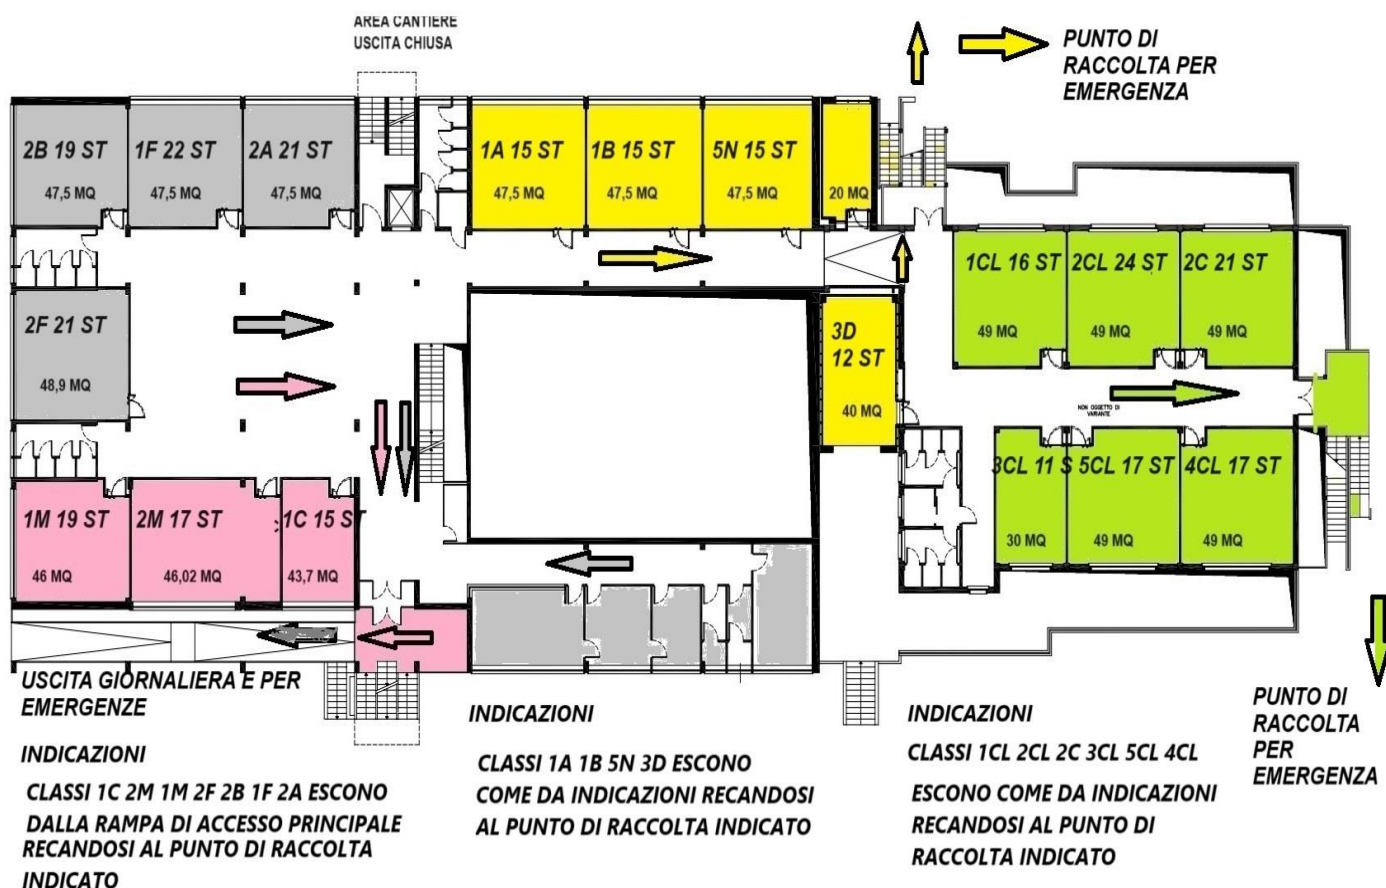 AREA CANTIERE
USCITA CHIUSA
PUNTO DI
RACCOLTA PER
EMERGENZA
2B 19 ST
47,5 MQ
1F 22 ST
47,5 MQ
2A 21 ST
47,5 MQ
1A 15 ST
47,5 MQ
1B 15 ST
47,5 MQ
5N 15 ST
47,5 MQ
20 MQ
1CL 16 ST
49 MQ
2CL 24 ST
49 MQ
2C 21 ST
49 MQ
2F 21 ST
48,9 MQ
3D
12 ST
40 MQ
NON OGGETTO DI
VARIANTE
3CL 11 S
30 MQ
5CL 17 ST
49 MQ
4CL 17 ST
49 MQ
1M 19 ST
46 MQ
2M 17 ST
46,02 MQ
1C 15 ST
43,7 MQ
USCITA GIORNALIERA E PER
EMERGENZE
INDICAZIONI
CLASSI 1C 2M 1M 2F 2B 1F 2A ESCONO
DALLA RAMPA DI ACCESSO PRINCIPALE
RECANDOSI AL PUNTO DI RACCOLTA
INDICATO
INDICAZIONI
CLASSI 1A 1B 5N 3D ESCONO
COME DA INDICAZIONI RECANDOSI
AL PUNTO DI RACCOLTA INDICATO
INDICAZIONI
CLASSI 1CL 2CL 2C 3CL 5CL 4CL
ESCONO COME DA INDICAZIONI
RECANDOSI AL PUNTO DI
RACCOLTA INDICATO
PUNTO DI
RACCOLTA
PER
EMERGENZA